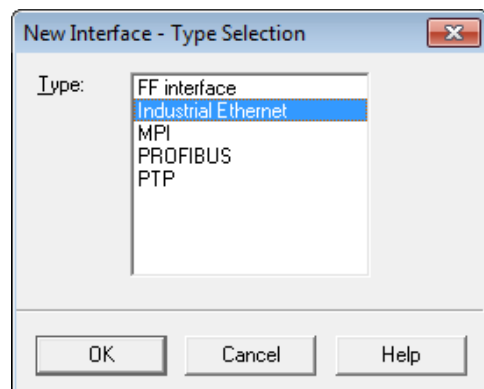 New Interface - Type Selection
Type:
FF interface
Industrial Ethernet
MPI
PROFIBUS
PTP
OK
Cancel
Help